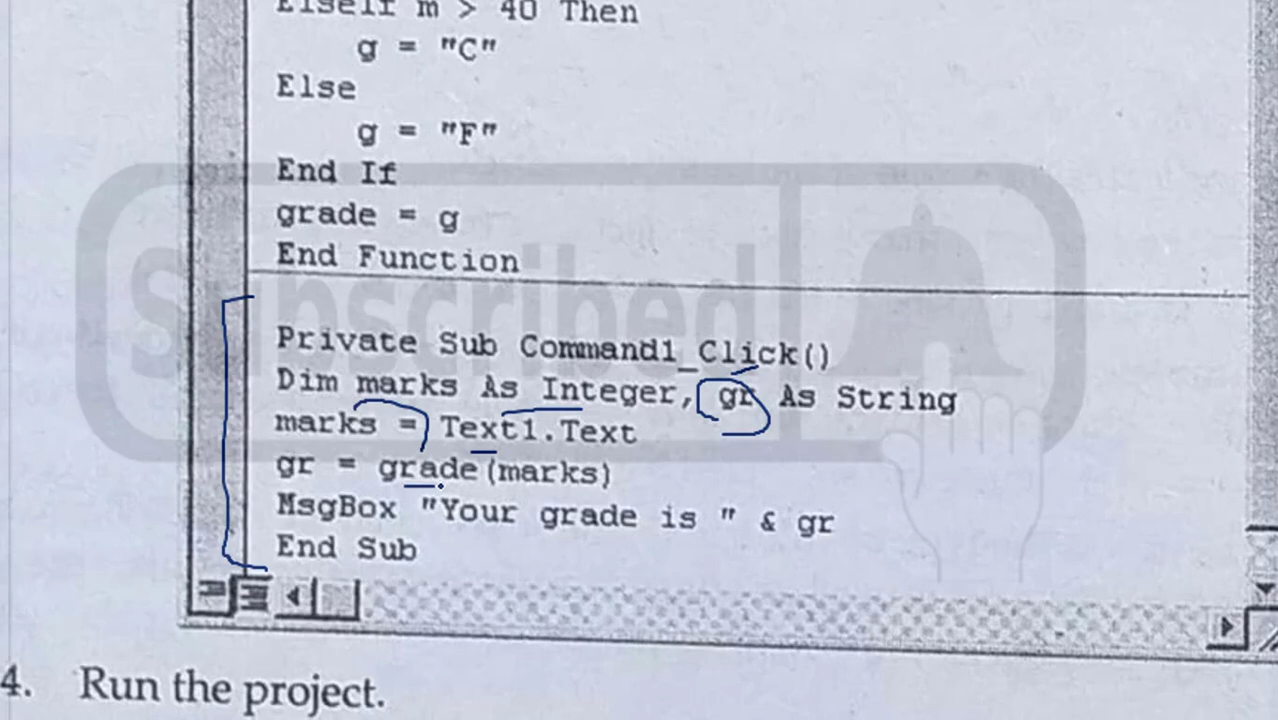 ElseIf m > 40 Then
g = "C"
Else
g = "F"
End If
grade = g
End Function
Subscribed
Private Sub Command1_Click()
Dim marks As Integer, gr As String
marks = Text1.Text
gr = grade(marks)
MsgBox "Your grade is " & gr
End Sub
4. Run the project.